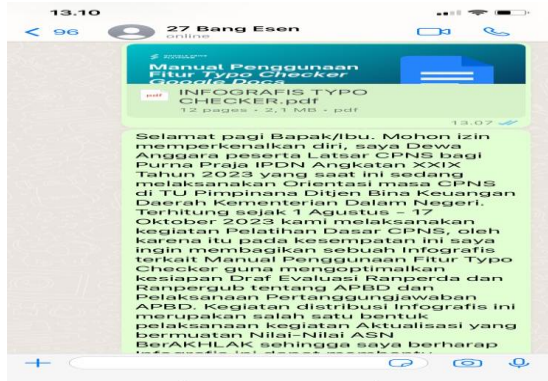 13.10
96
27 Bang Esen
online
Manual Penggunaan
Fitur Typo Checker
Google Docs
pdf
INFOGRAFIS TYPO
CHECKER.pdf
12 pages • 2,1 MB • pdf
13.07
Selamat pagi Bapak/Ibu. Mohon izin
memperkenalkan diri, saya Dewa
Anggara peserta Latsar CPNS bagi
Purna Praja IPDN Angkatan XXIX
Tahun 2023 yang saat ini sedang
melaksanakan Orientasi masa CPNS
di TU Pimpinana Ditjen Bina Keuangan
Daerah Kementerian Dalam Negeri.
Terhitung sejak 1 Agustus - 17
Oktober 2023 kami melaksanakan
kegiatan Pelatihan Dasar CPNS, oleh
karena itu pada kesempatan ini saya
ingin membagikan sebuah Infografis
terkait Manual Penggunaan Fitur Typo
Checker guna mengoptimalkan
kesiapan Draf Evaluasi Ranperda dan
Ranpergub tentang APBD dan
Pelaksanaan Pertanggungjawaban
APBD. Kegiatan distribusi Infografis ini
merupakan salah satu bentuk
pelaksanaan kegiatan Aktualisasi yang
bermuatan Nilai-Nilai ASN
BerAKHLAK sehingga saya berharap
Infografis ini dapat membantu